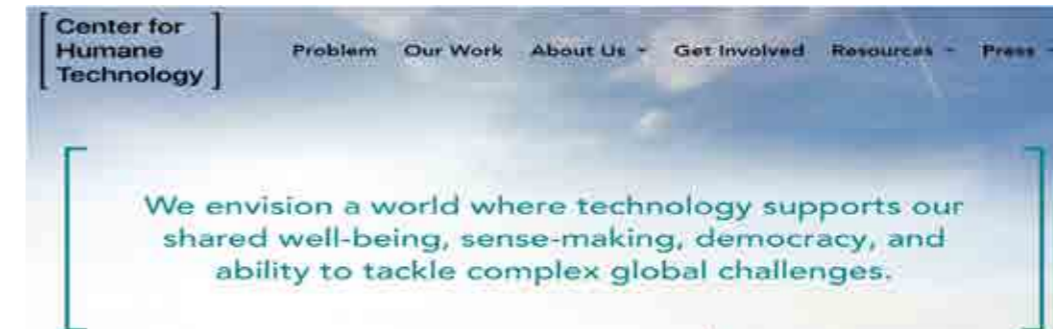 Center for
Humane
Technology
Problem Our Work About Us Get Involved Resources Press
We envision a world where technology supports our
shared well-being, sense-making, democracy, and
ability to tackle complex global challenges.